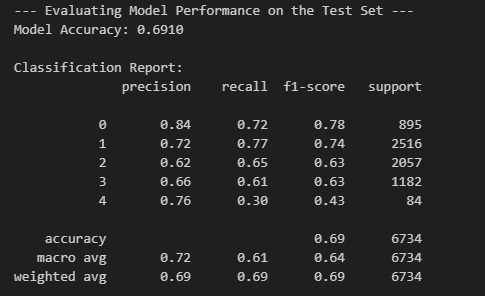 --- Evaluating Model Performance on the Test Set ---
Model Accuracy: 0.6910

Classification Report:
              precision    recall  f1-score   support

           0       0.84      0.72      0.78       895
           1       0.72      0.77      0.74      2516
           2       0.62      0.65      0.63      2057
           3       0.66      0.61      0.63      1182
           4       0.76      0.30      0.43        84

    accuracy                           0.69      6734
   macro avg       0.72      0.61      0.64      6734
weighted avg       0.69      0.69      0.69      6734